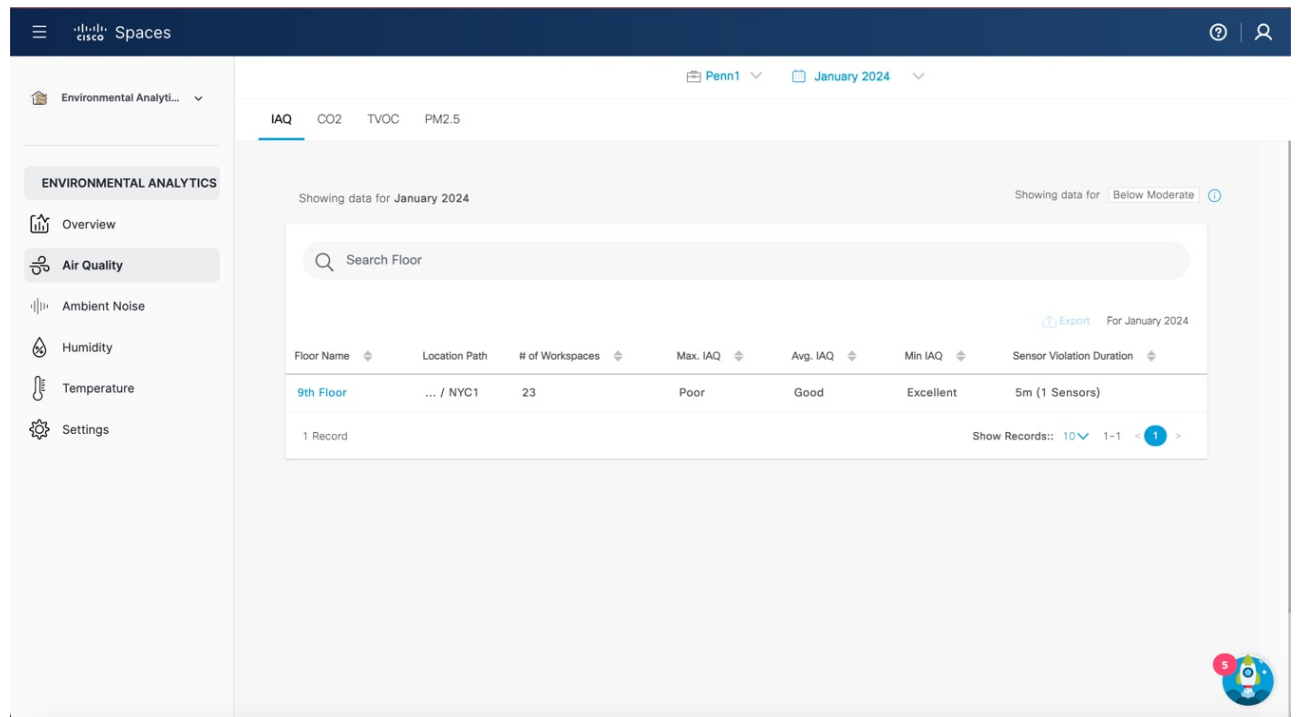 cisco Spaces
Penn1 January 2024
Environmental Analyti...
IAQ CO2 TVOC PM2.5
ENVIRONMENTAL ANALYTICS
Overview
Air Quality
Ambient Noise
Humidity
Temperature
Settings
Showing data for January 2024
Showing data for Below Moderate
Search Floor
Export For January 2024
Floor Name Location Path # of Workspaces Max. IAQ Avg. IAQ Min IAQ Sensor Violation Duration
9th Floor ... / NYC1 23 Poor Good Excellent 5m (1 Sensors)
1 Record Show Records:: 10 1-1 < 1 >
5